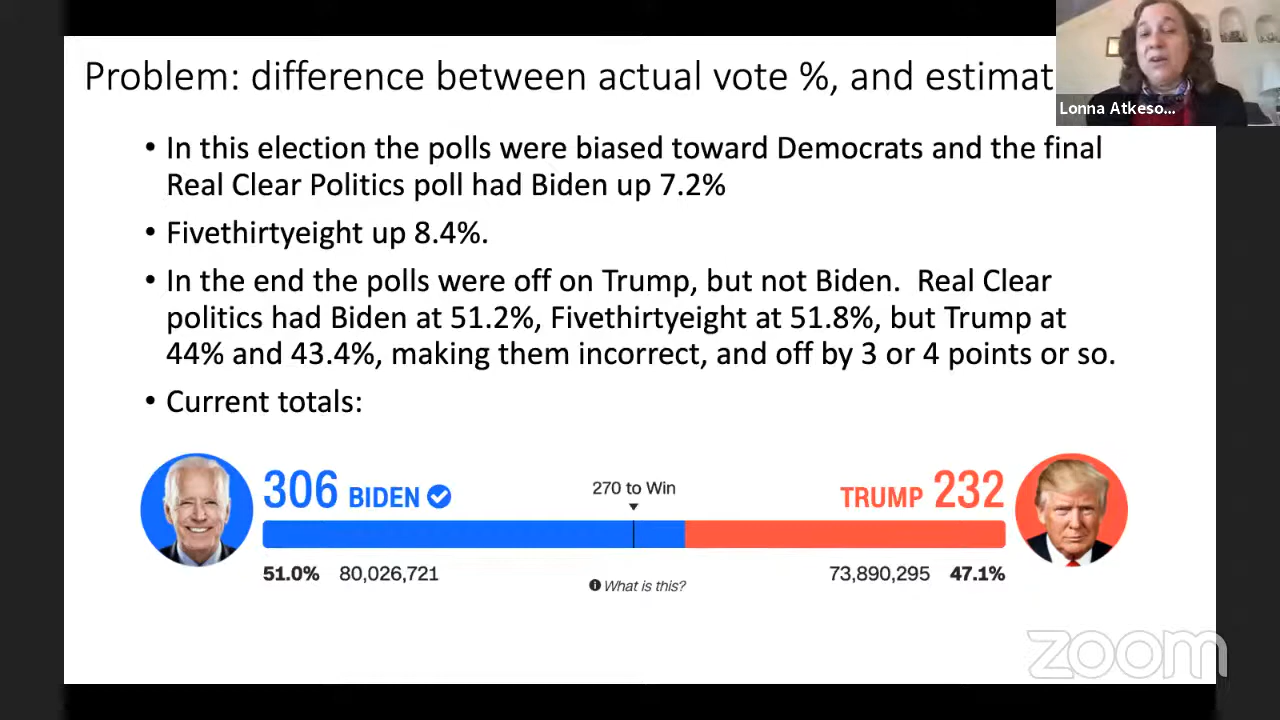 Problem: difference between actual vote %, and estimat
Lonna Atkeso...
• In this election the polls were biased toward Democrats and the final
Real Clear Politics poll had Biden up 7.2%
• Fivethirtyeight up 8.4%.
• In the end the polls were off on Trump, but not Biden.  Real Clear
politics had Biden at 51.2%, Fivethirtyeight at 51.8%, but Trump at
44% and 43.4%, making them incorrect, and off by 3 or 4 points or so.
• Current totals:
306 BIDEN
270 to Win
TRUMP 232
51.0% 80,026,721
What is this?
73,890,295 47.1%
zoom